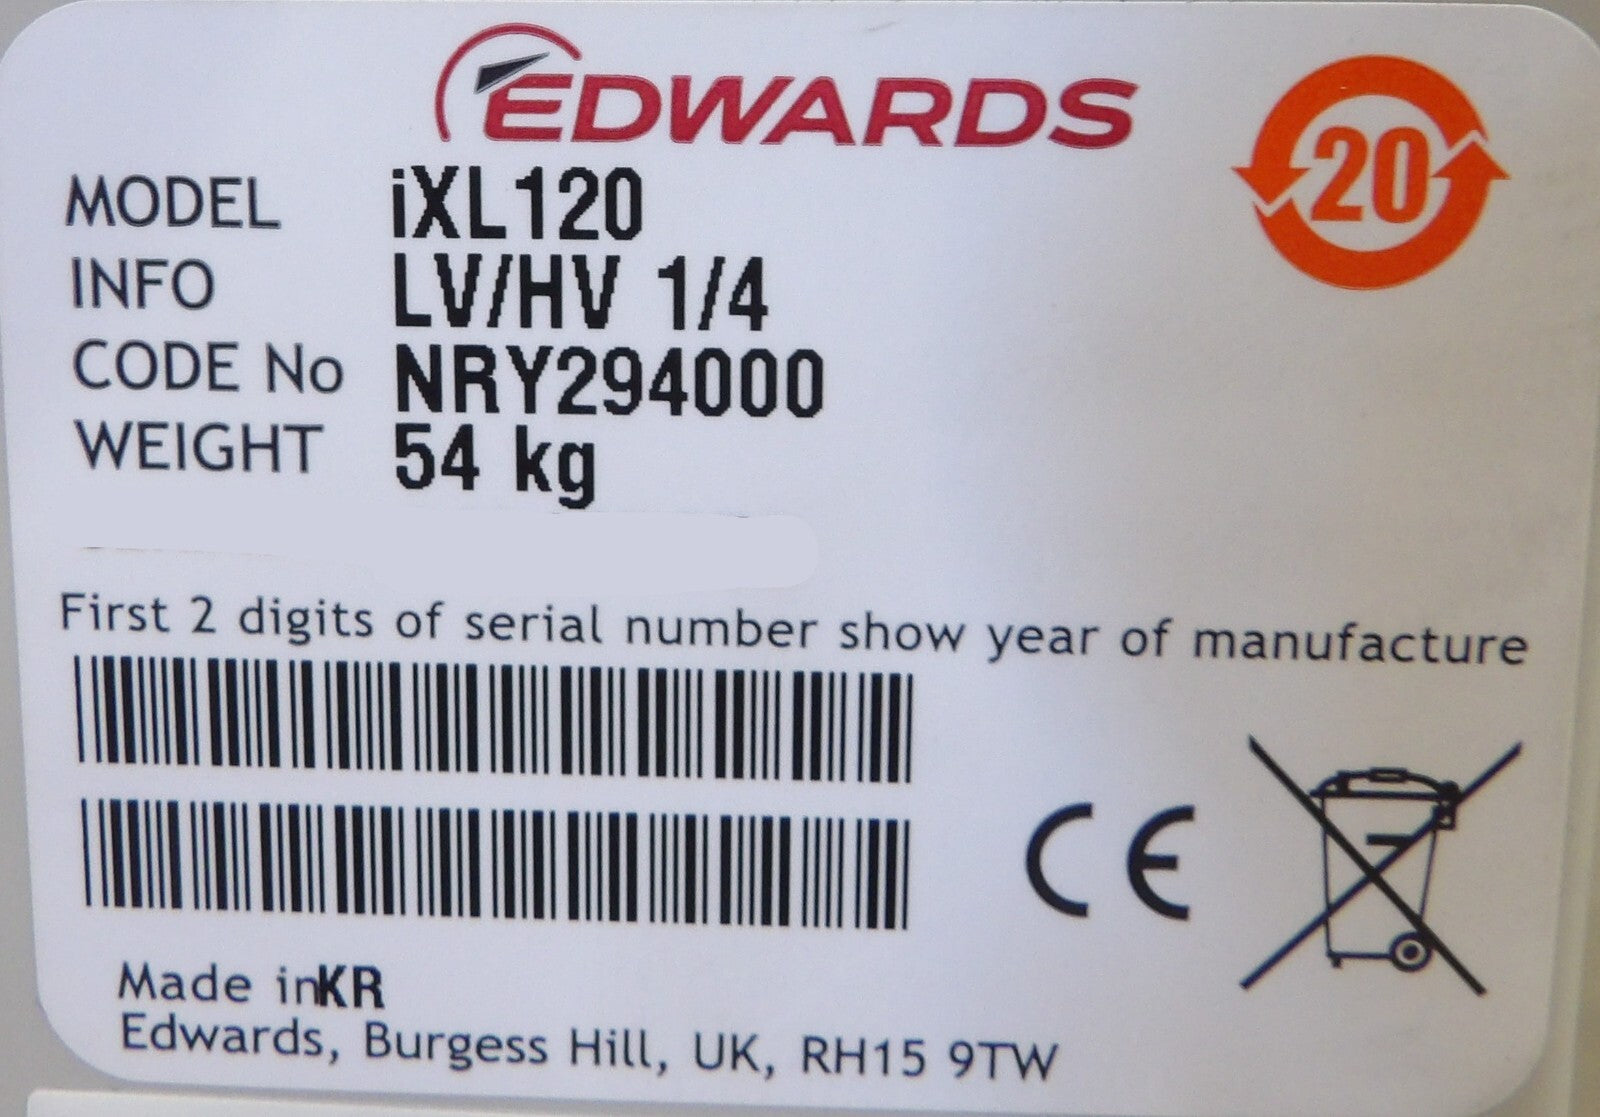 EDWARDS
20
MODEL iXL120
INFO LV/HV 1/4
CODE No NRY294000
WEIGHT 54 kg
First 2 digits of serial number show year of manufacture
CE
Made inKR
Edwards, Burgess Hill, UK, RH15 9TW